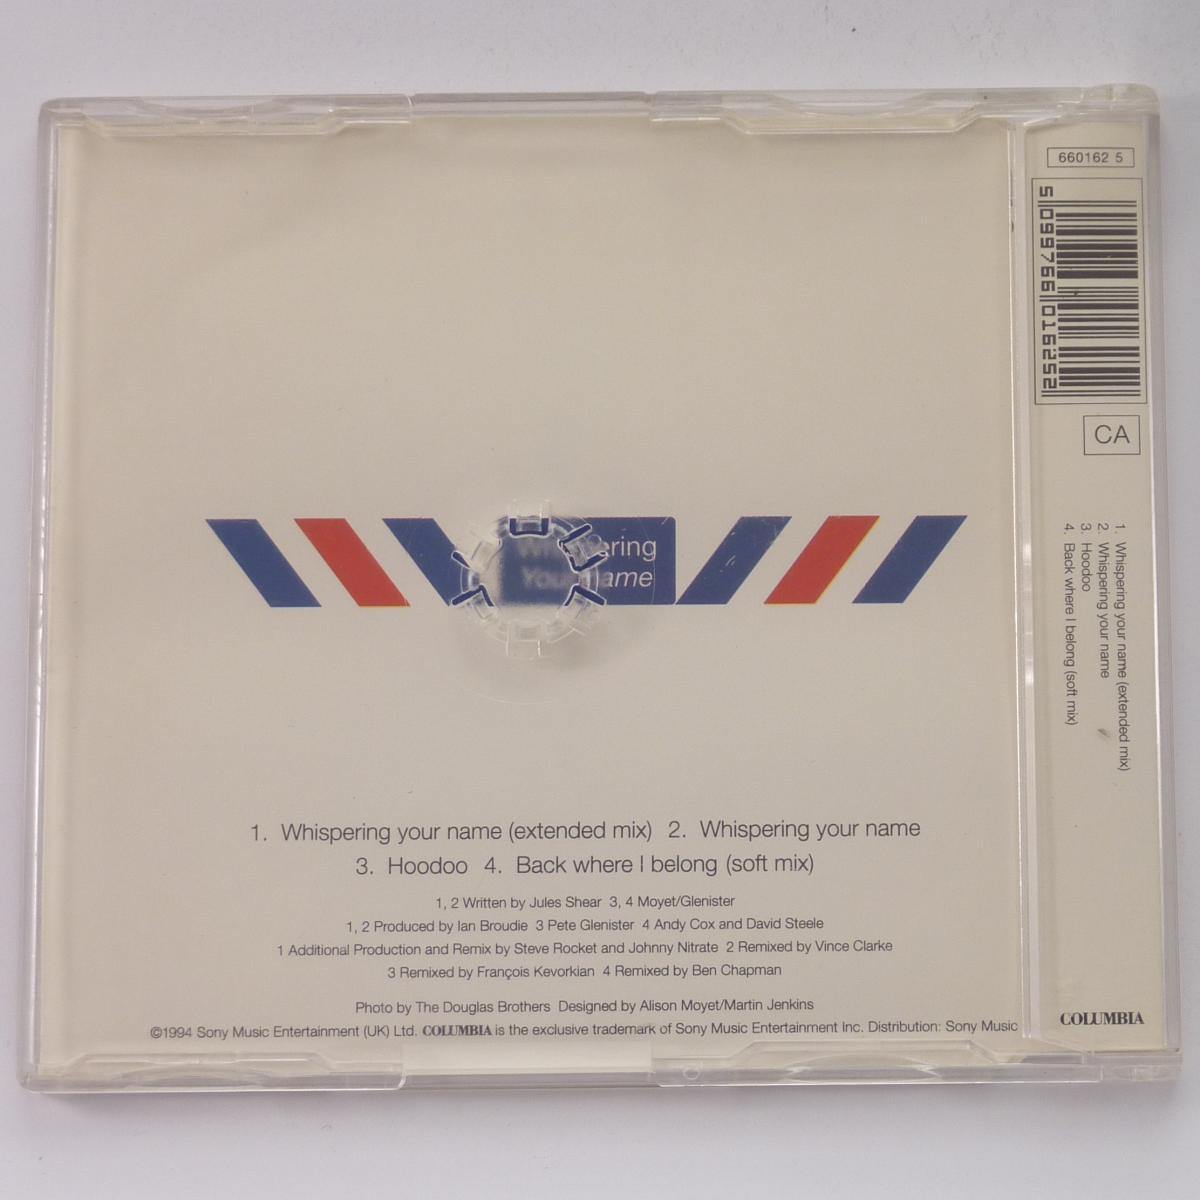 Whispering
Your Name
1. Whispering your name (extended mix) 2. Whispering your name
3. Hoodoo 4. Back where I belong (soft mix)
1, 2 Written by Jules Shear 3, 4 Moyet/Glenister
1, 2 Produced by Ian Broudie 3 Pete Glenister 4 Andy Cox and David Steele
1 Additional Production and Remix by Steve Rocket and Johnny Nitrate 2 Remixed by Vince Clarke
3 Remixed by François Kevorkian 4 Remixed by Ben Chapman
Photo by The Douglas Brothers Designed by Alison Moyet/Martin Jenkins
©1994 Sony Music Entertainment (UK) Ltd. COLUMBIA is the exclusive trademark of Sony Music Entertainment Inc. Distribution: Sony Music
660162 5
5 099766 016252
CA
1. Whispering your name (extended mix)
2. Whispering your name
3. Hoodoo
4. Back where I belong (soft mix)
COLUMBIA